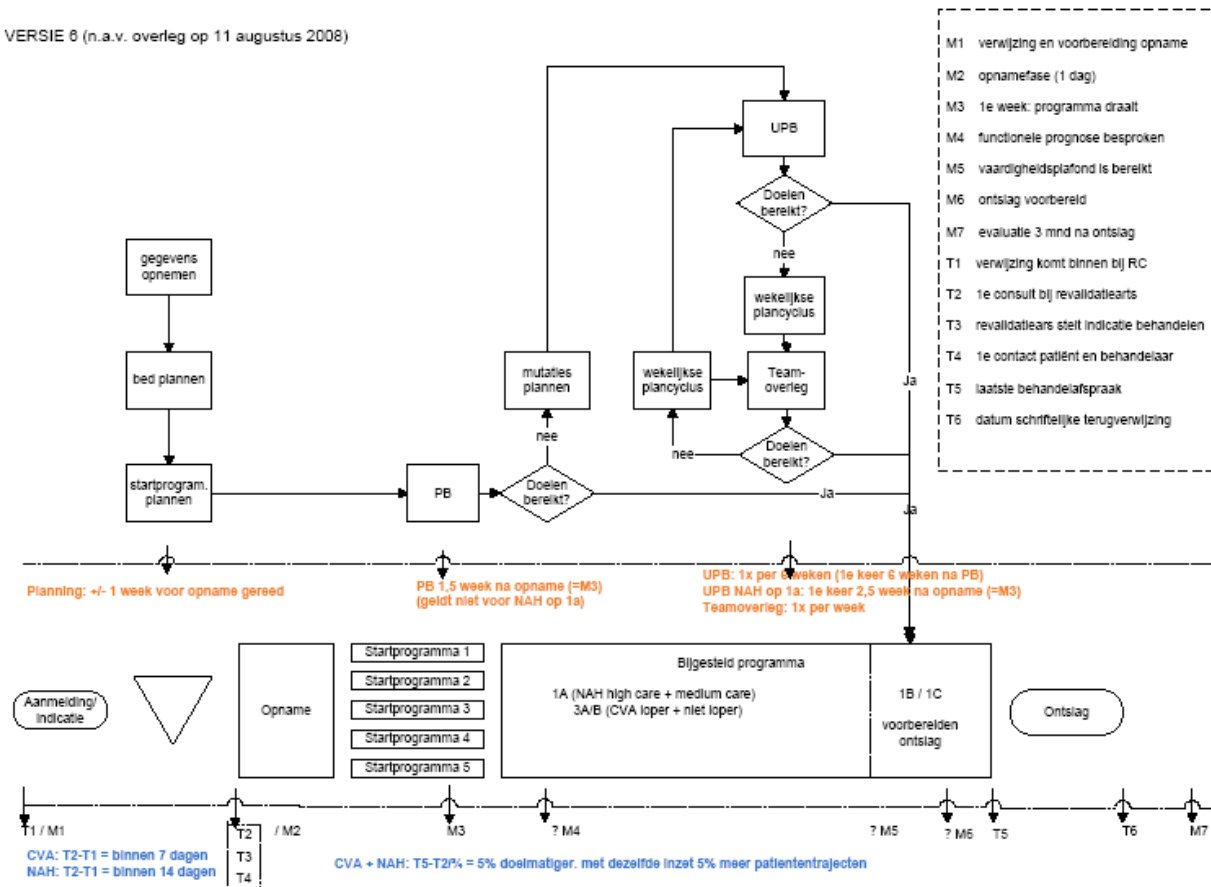 VERSIE 6 (n.a.v. overleg op 11 augustus 2008)
M1 verwijzing en voorbereiding opname
M2 opnamefase (1 dag)
M3 1e week: programma draait
M4 functionele prognose besproken
M5 vaardigheidsplafond is bereikt
M6 ontslag voorbereid
M7 evaluatie 3 mnd na ontslag
T1 verwijzing komt binnen bij RC
T2 1e consult bij revalidatiearts
T3 revalidatiears stelt indicatie behandelen
T4 1e contact patiënt en behandelaar
T5 laatste behandelafspraak
T6 datum schriftelijke terugverwijzing
UPB
Doelen
bereikt?
nee
gegevens
opnemen
wekelijkse
plancyclus
bed plannen
mutaties
plannen
wekelijkse
plancyclus
Team-
overleg
Ja
nee
nee
Doelen
bereikt?
startprogram.
plannen
PB
Doelen
bereikt?
Ja
Ja
Planning: +/- 1 week voor opname gereed
PB 1,5 week na opname (=M3)
(geldt niet voor NAH op 1a)
UPB: 1x per 6 weken (1e keer 6 weken na PB)
UPB NAH op 1a: 1e keer 2,5 week na opname (=M3)
Teamoverleg: 1x per week
Aanmelding/
indicatie
Opname
Startprogramma 1
Startprogramma 2
Startprogramma 3
Startprogramma 4
Startprogramma 5
Bijgesteld programma
1A (NAH high care + medium care)
3A/B (CVA loper + niet loper)
1B / 1C
voorbereiden
ontslag
Ontslag
T1 / M1
T2 / M2
T3
T4
M3
? M4
? M5
? M6
T5
T6
M7
CVA: T2-T1 = binnen 7 dagen
NAH: T2-T1 = binnen 14 dagen
CVA + NAH: T5-T2/¾ = 5% doelmatiger. met dezelfde inzet 5% meer patiententrajecten